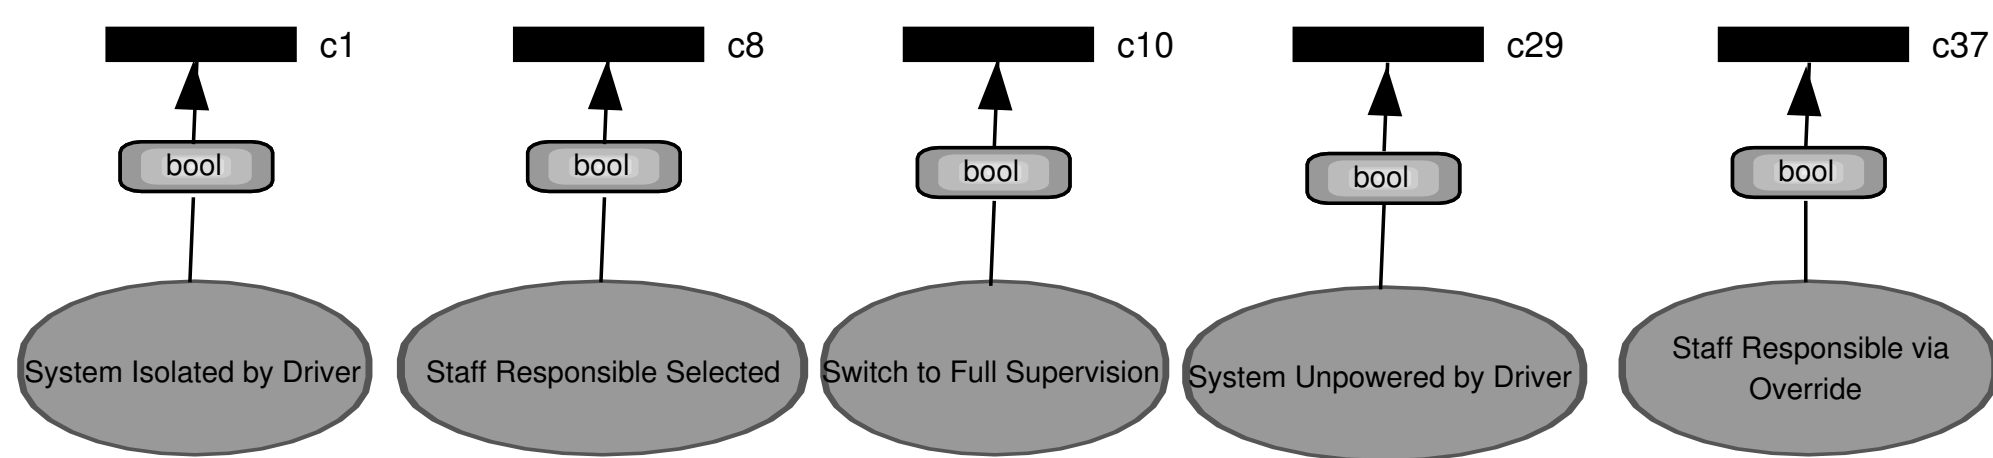 c1
c8
c10
c29
c37
bool
bool
bool
bool
bool
System Isolated by Driver
Staff Responsible Selected
Switch to Full Supervision
System Unpowered by Driver
Staff Responsible via
Override